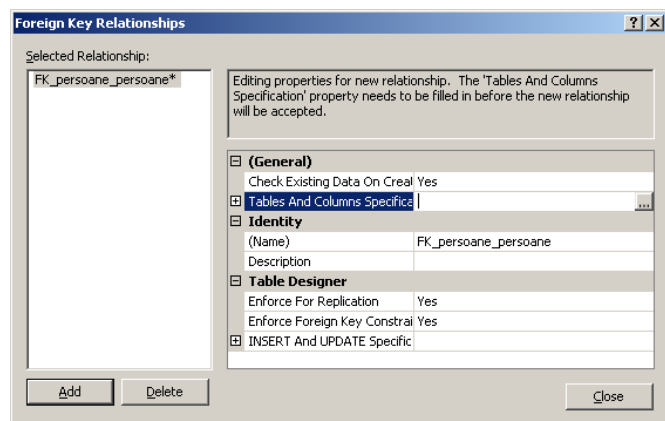 Foreign Key Relationships
Selected Relationship:
FK_persoane_persoane*
Editing properties for new relationship. The 'Tables And Columns
Specification' property needs to be filled in before the new relationship
will be accepted.
(General)
Check Existing Data On Creat Yes
Tables And Columns Specifica
...
Identity
(Name) FK_persoane_persoane
Description
Table Designer
Enforce For Replication Yes
Enforce Foreign Key Constrai Yes
INSERT And UPDATE Specific
Add Delete
Close